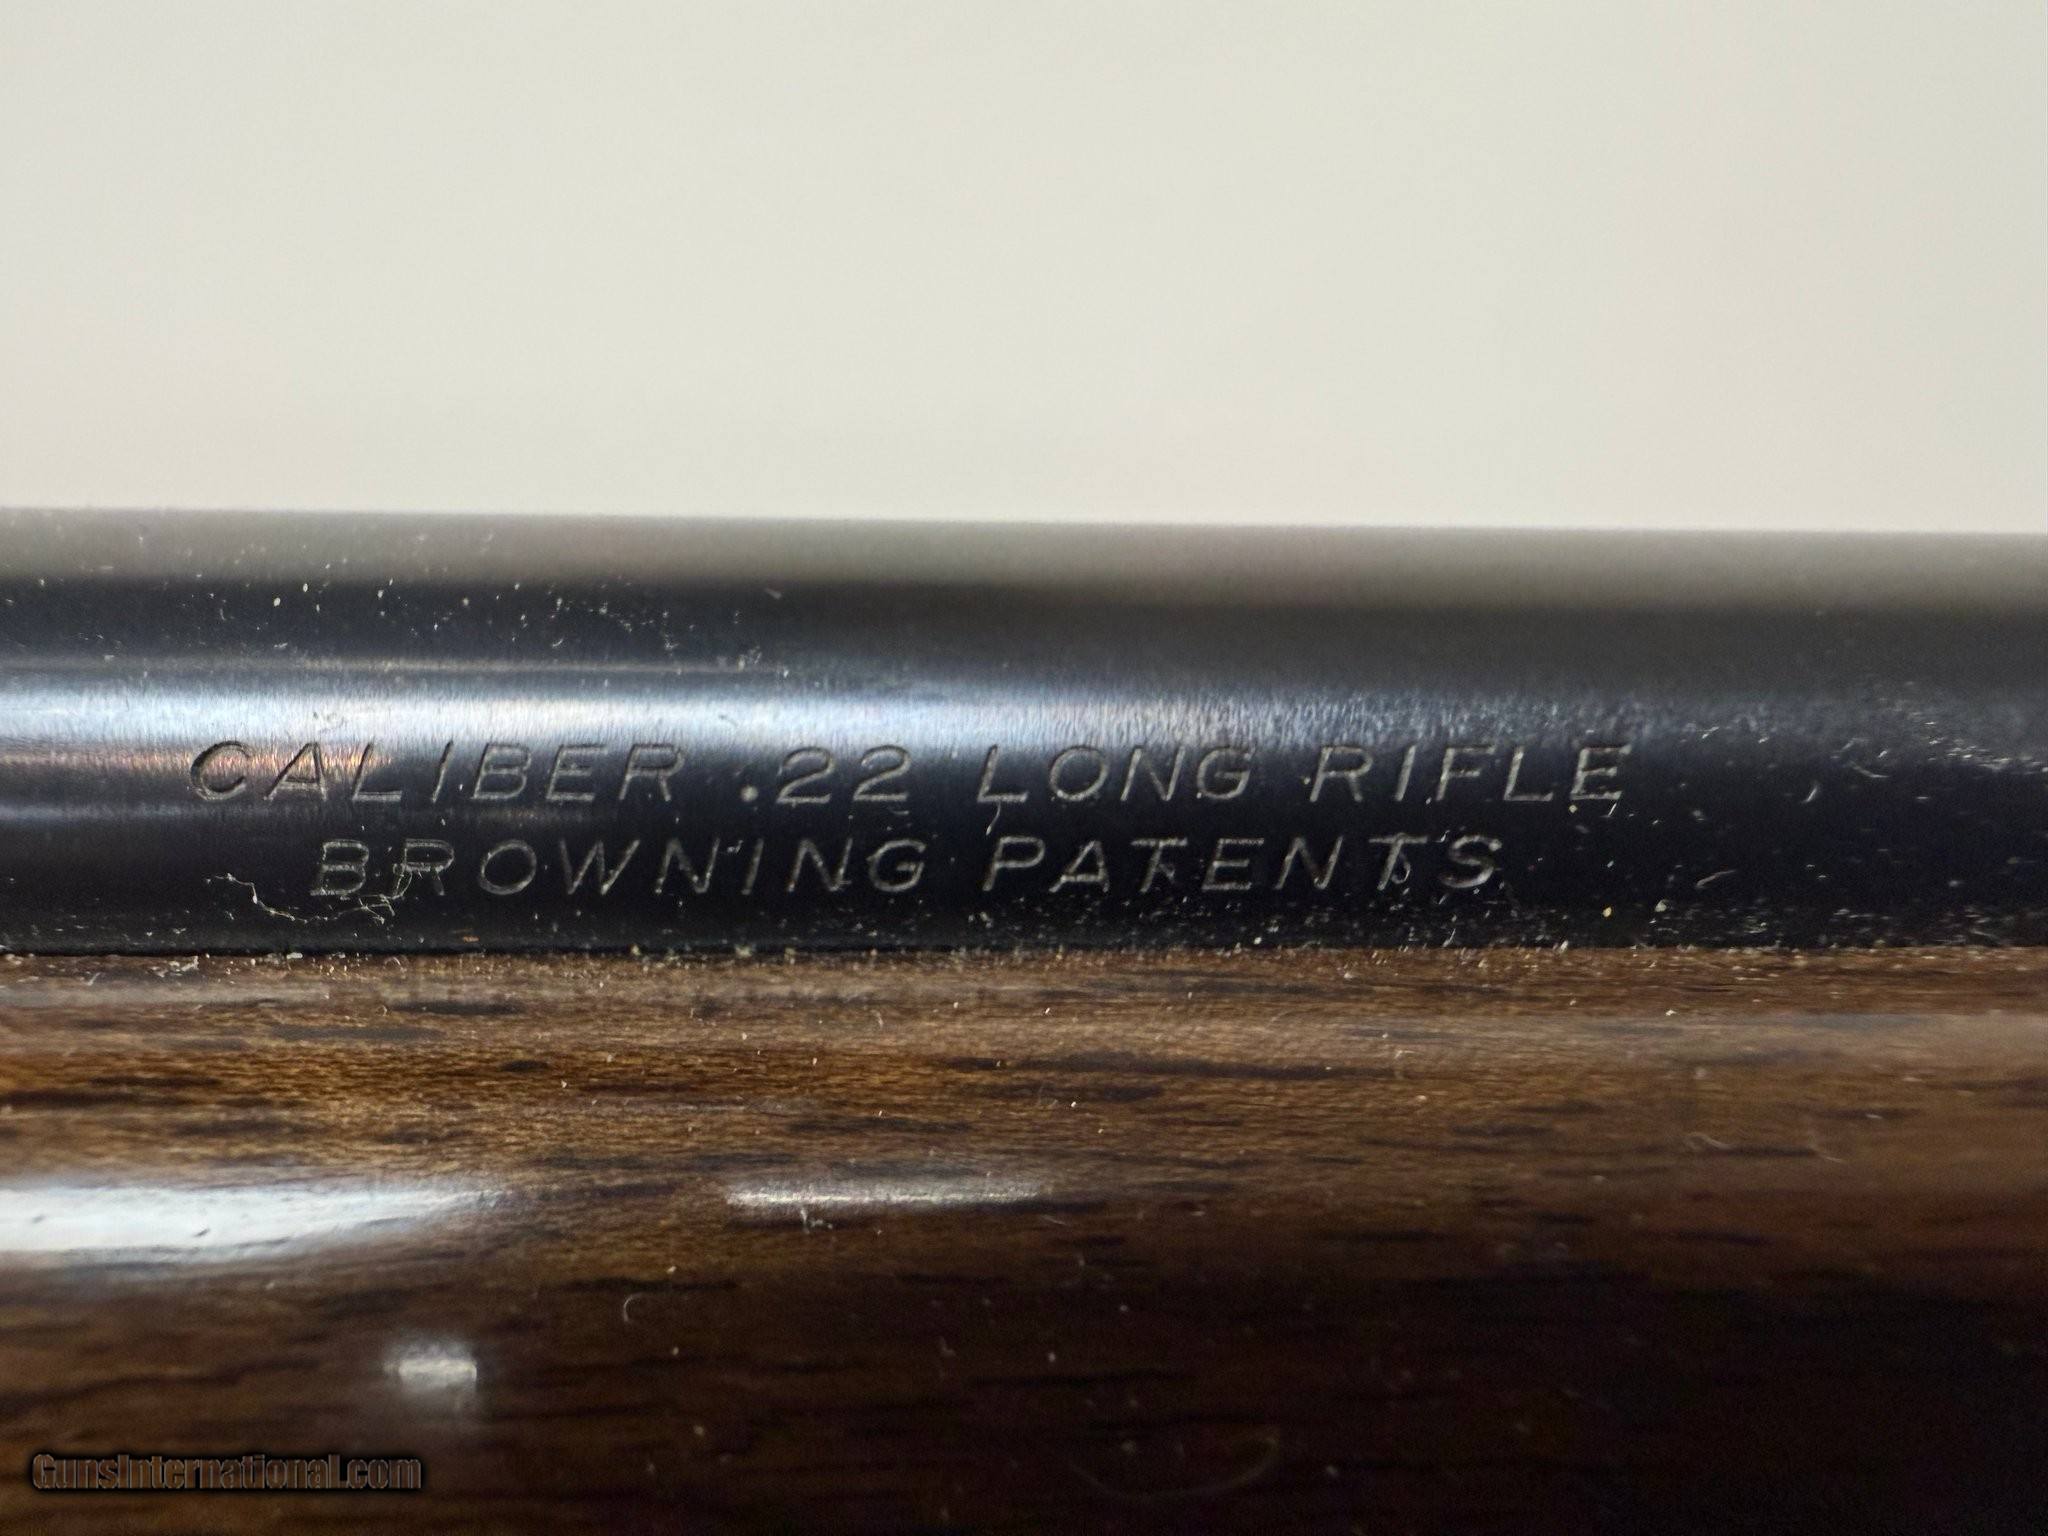 CALIBER .22 LONG RIFLE
BROWNING PATENTS
GunsInternational.com